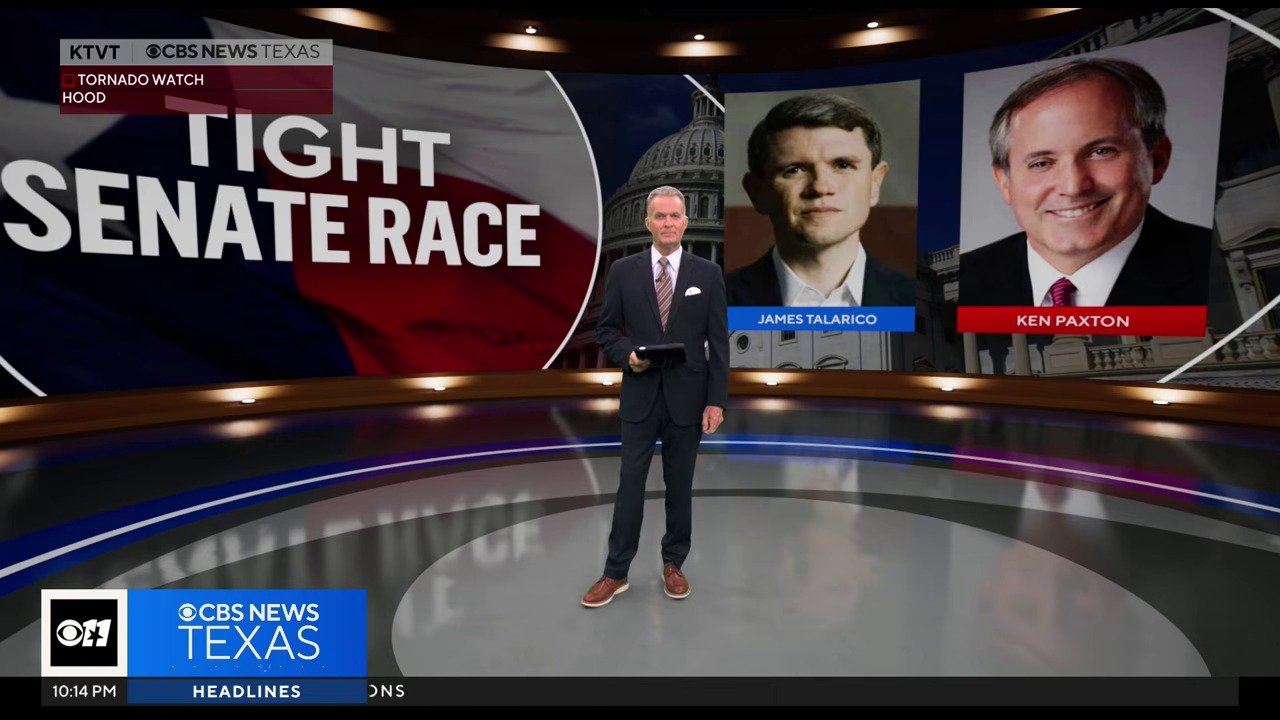 KTVT CBS NEWS TEXAS
TORNADO WATCH
HOOD
TIGHT
SENATE RACE
JAMES TALARICO
KEN PAXTON
CBS NEWS
TEXAS
11
10:14 PM
HEADLINES
ONS